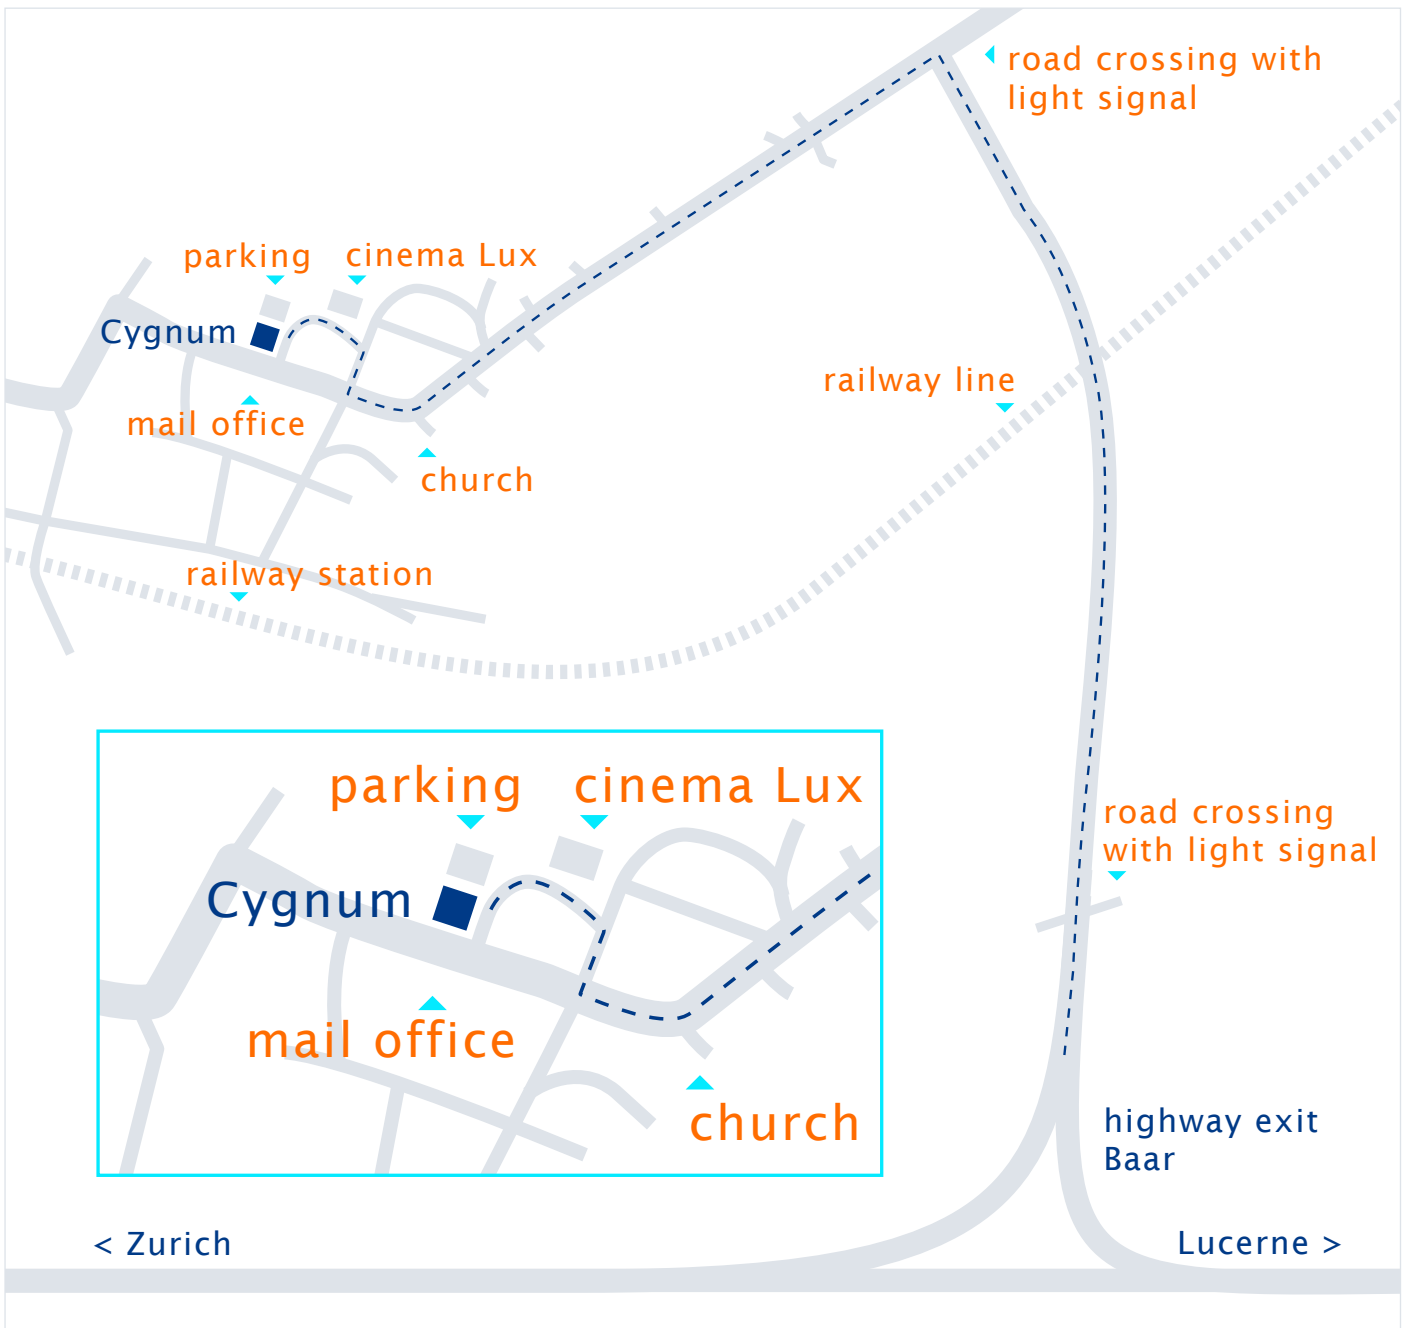 road crossing with
light signal
parking
cinema Lux
Cygnum
railway line
mail office
church
railway station
parking
cinema Lux
road crossing
with light signal
Cygnum
mail office
church
highway exit
Baar
< Zurich
Lucerne >